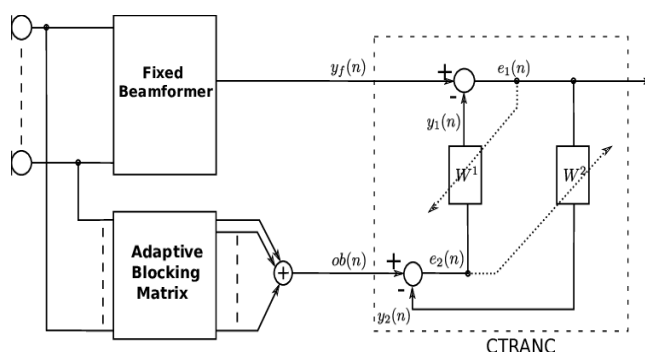 Fixed
Beamformer
y_f(n)
+
-
e_1(n)
y_1(n)
W^1
W^2
Adaptive
Blocking
Matrix
+
ob(n)
+
-
e_2(n)
y_2(n)
CTRANC